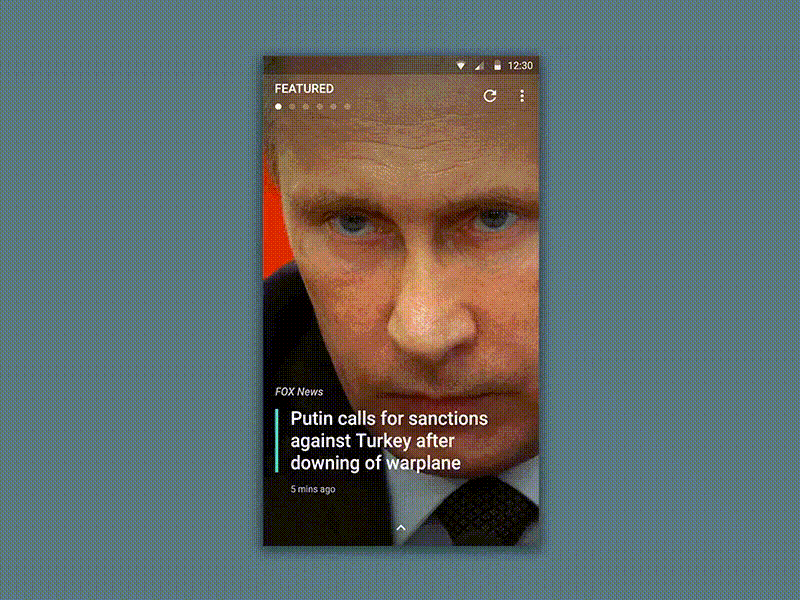 12:30
FEATURED
FOX News
Putin calls for sanctions
against Turkey after
downing of warplane
5 mins ago